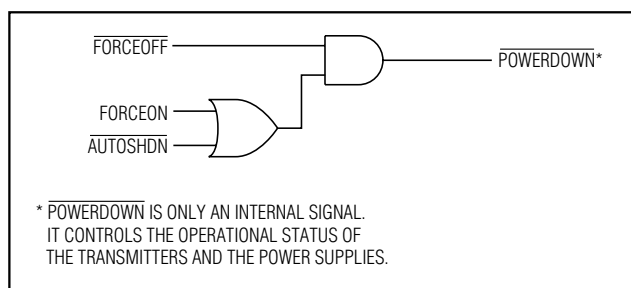 FORCEOFF
POWERDOWN*
FORCEON
AUTOSHDN
* POWERDOWN IS ONLY AN INTERNAL SIGNAL.
IT CONTROLS THE OPERATIONAL STATUS OF
THE TRANSMITTERS AND THE POWER SUPPLIES.